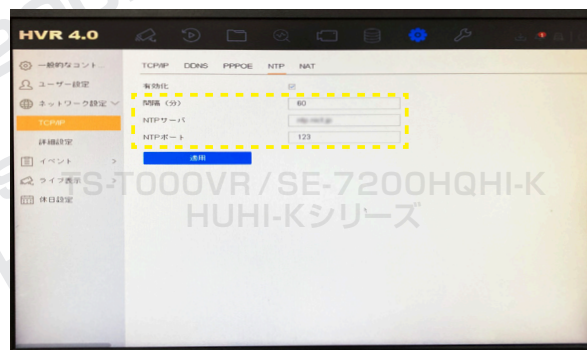 HVR 4.0
一般的なコント...
TCP/IP DDNS PPPOE NTP NAT
ユーザー設定
有効化
ネットワーク設定
間隔（分） 60
TCP/IP
NTPサーバ
詳細設定
NTPポート 123
イベント >
適用
ライブ表示 >
休日設定
TS-T000VR / SE-7200HQHI-K
HUHI-Kシリーズ